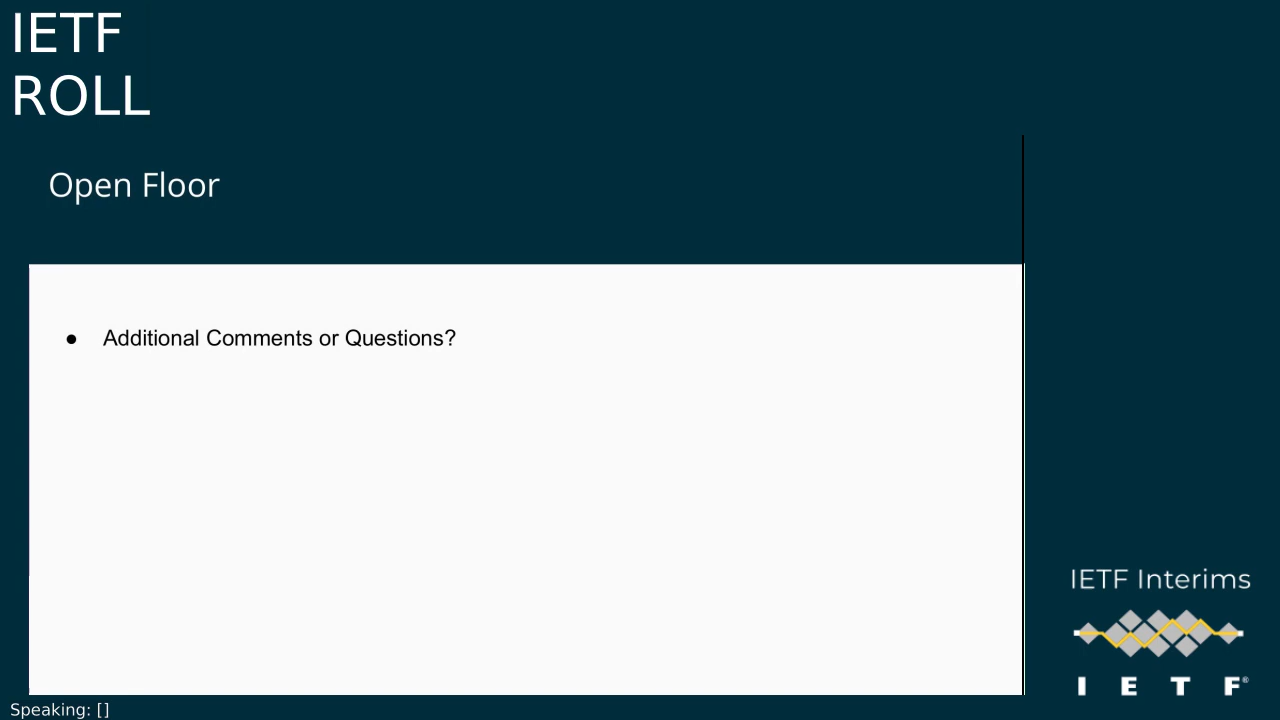 IETF
ROLL
Open Floor
● Additional Comments or Questions?
IETF Interims
I E T F®
Speaking: []